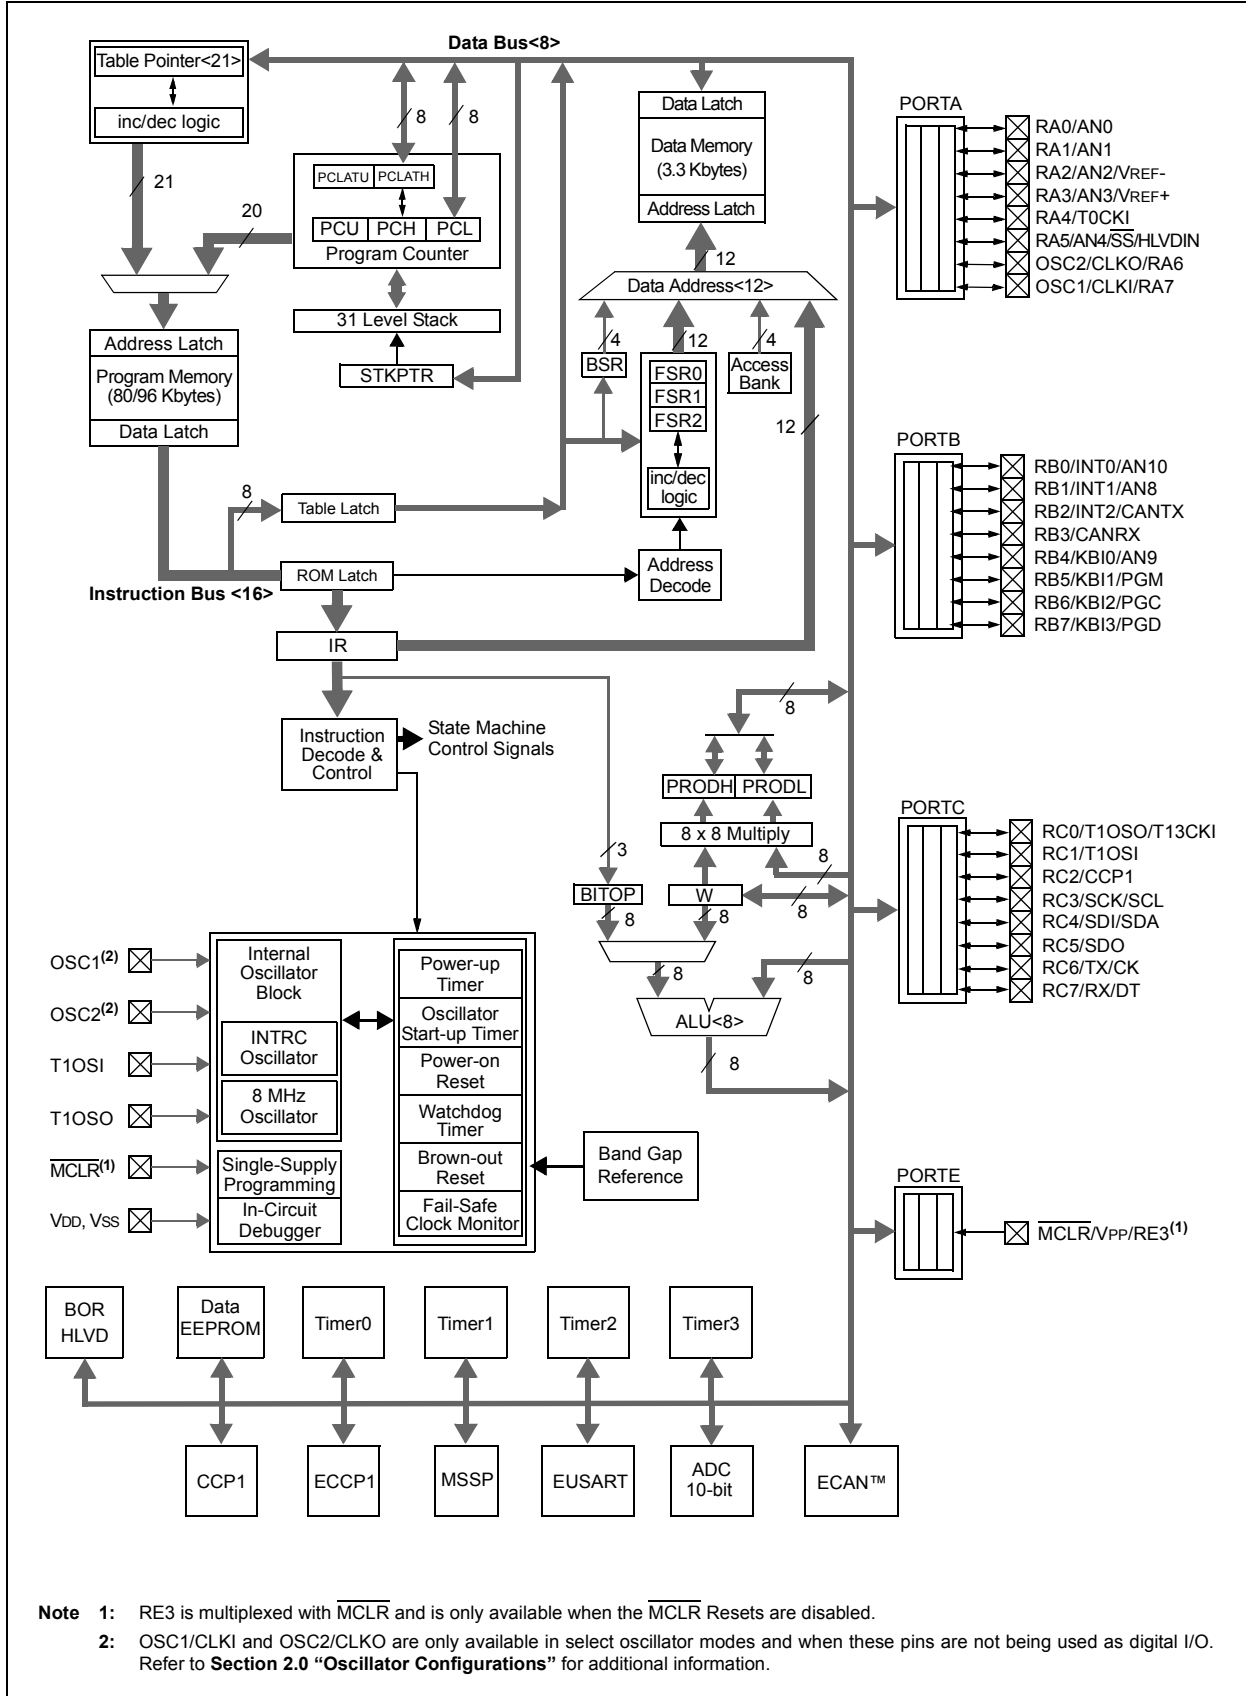 Data Bus<8>
Table Pointer<21>
inc/dec logic
21
20
8
8
PCLATU PCLATH
PCU PCH PCL
Program Counter
31 Level Stack
STKPTR
Address Latch
Program Memory
(80/96 Kbytes)
Data Latch
8
Table Latch
ROM Latch
Instruction Bus <16>
IR
Data Latch
Data Memory
(3.3 Kbytes)
Address Latch
12
Data Address<12>
4
12
4
BSR
FSR0
FSR1
FSR2
inc/dec
logic
Access
Bank
12
Address
Decode
Instruction
Decode &
Control
State Machine
Control Signals
8
PRODH PRODL
8 x 8 Multiply
3
8
BITOP
W
8
8
8
8
8
ALU<8>
8
PORTA
RA0/AN0
RA1/AN1
RA2/AN2/VREF-
RA3/AN3/VREF+
RA4/T0CKI
RA5/AN4/SS/HLVDIN
OSC2/CLKO/RA6
OSC1/CLKI/RA7
PORTB
RB0/INT0/AN10
RB1/INT1/AN8
RB2/INT2/CANTX
RB3/CANRX
RB4/KBI0/AN9
RB5/KBI1/PGM
RB6/KBI2/PGC
RB7/KBI3/PGD
PORTC
RC0/T1OSO/T13CKI
RC1/T1OSI
RC2/CCP1
RC3/SCK/SCL
RC4/SDI/SDA
RC5/SDO
RC6/TX/CK
RC7/RX/DT
PORTE
MCLR/VPP/RE3(1)
OSC1(2)
OSC2(2)
T1OSI
T1OSO
MCLR(1)
VDD, VSS
Internal
Oscillator
Block
INTRC
Oscillator
8 MHz
Oscillator
Single-Supply
Programming
In-Circuit
Debugger
Power-up
Timer
Oscillator
Start-up Timer
Power-on
Reset
Watchdog
Timer
Brown-out
Reset
Fail-Safe
Clock Monitor
Band Gap
Reference
BOR
HLVD
Data
EEPROM
Timer0
Timer1
Timer2
Timer3
CCP1
ECCP1
MSSP
EUSART
ADC
10-bit
ECAN™
Note 1: RE3 is multiplexed with MCLR and is only available when the MCLR Resets are disabled.
2: OSC1/CLKI and OSC2/CLKO are only available in select oscillator modes and when these pins are not being used as digital I/O.
Refer to Section 2.0 “Oscillator Configurations” for additional information.